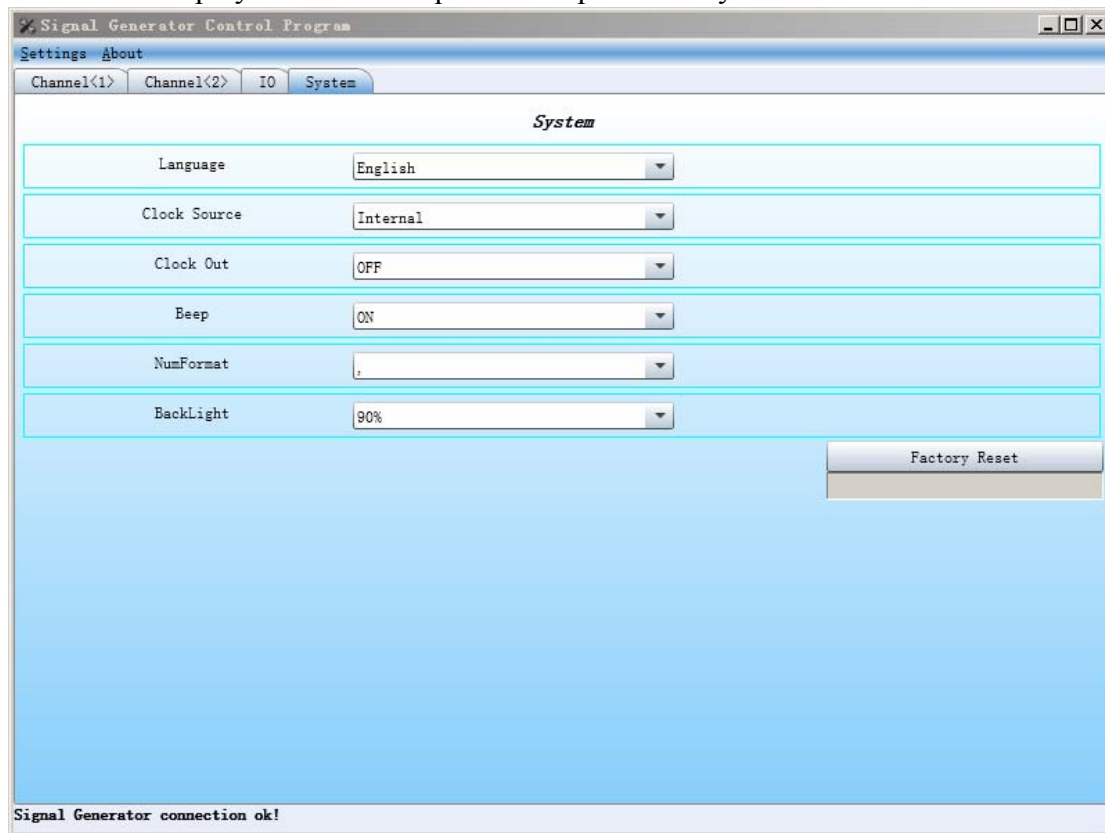 Signal Generator Control Program
Settings About
Channel<1> Channel<2> IO System
System
Language English
Clock Source Internal
Clock Out OFF
Beep ON
NumFormat ,
BackLight 90%
Factory Reset
Signal Generator connection ok!